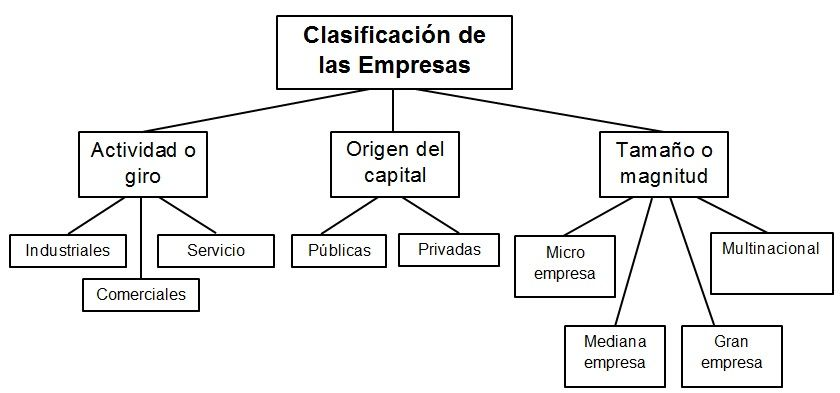 Clasificación de
las Empresas
Actividad o
giro
Origen del
capital
Tamaño o
magnitud
Industriales
Servicio
Comerciales
Públicas
Privadas
Micro
empresa
Multinacional
Mediana
empresa
Gran
empresa